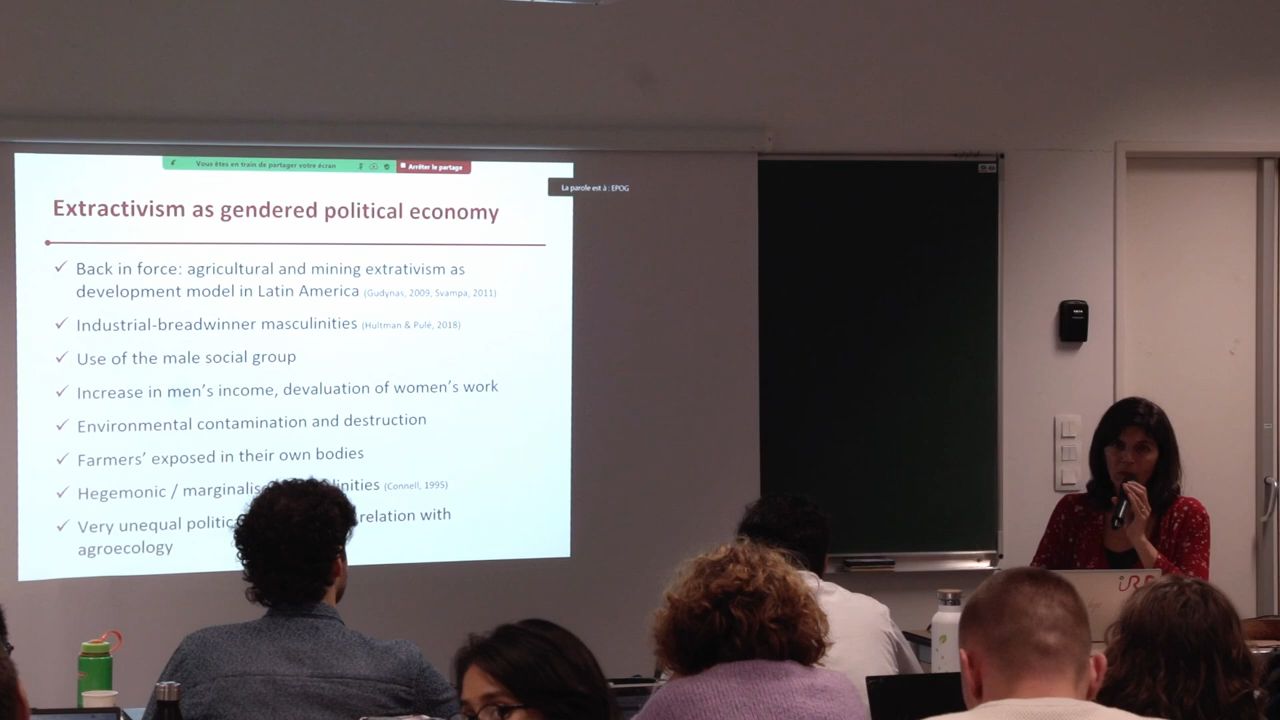 Vous êtes en train de partager votre écran
Arrêter le partage
La parole est à : EPOG
Extractivism as gendered political economy
Back in force: agricultural and mining extrativism as
development model in Latin America (Gudynas, 2009, Svampa, 2011)
Industrial-breadwinner masculinities (Hultman & Pulé, 2018)
Use of the male social group
Increase in men's income, devaluation of women's work
Environmental contamination and destruction
Farmers' exposed in their own bodies
Hegemonic / marginalis inities (Connell, 1995)
Very unequal politic relation with
agroecology